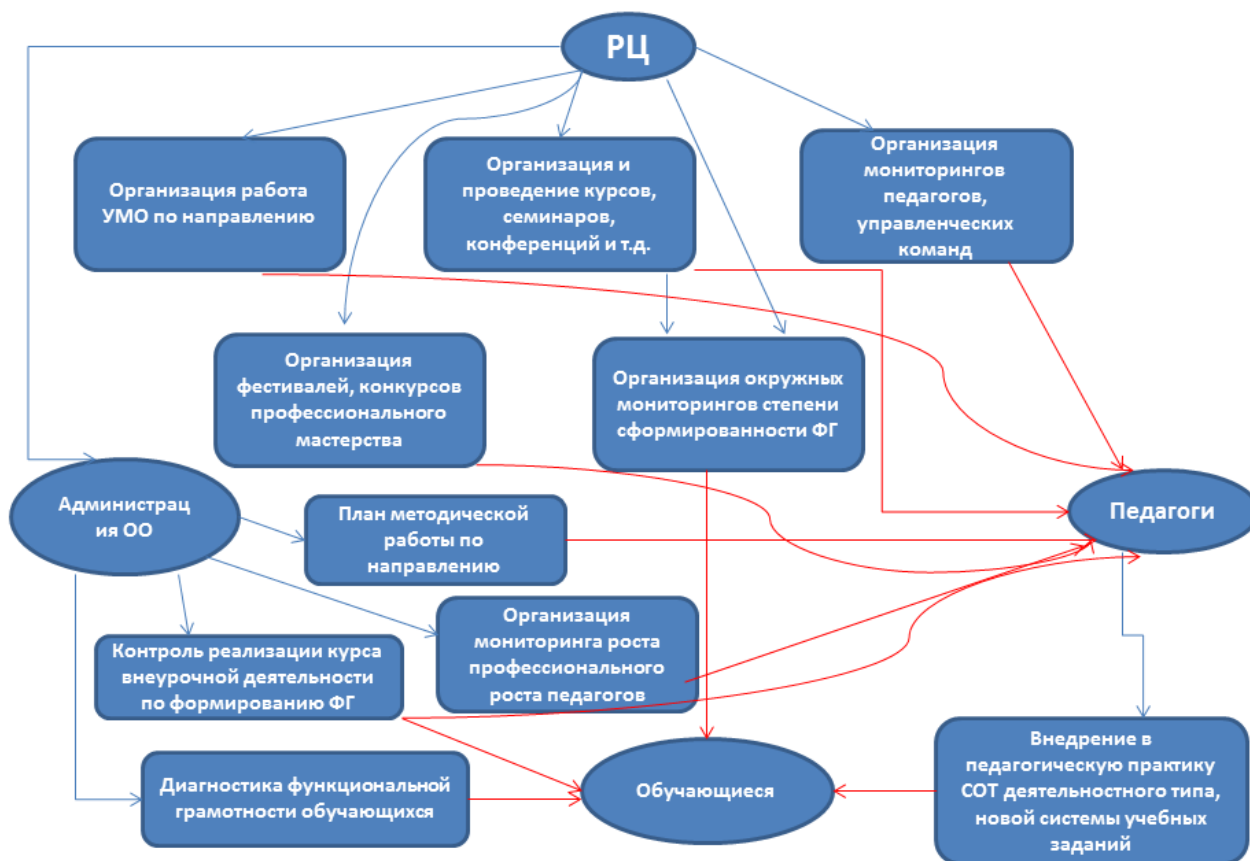 РЦ
Организация работа
УМО по направлению
Организация и
проведение курсов,
семинаров,
конференций и т.д.
Организация
мониторингов
педагогов,
управленческих
команд
Организация
фестивалей, конкурсов
профессионального
мастерства
Организация окружных
мониторингов степени
сформированности ФГ
Администрац
ия ОО
План методической
работы по
направлению
Педагоги
Организация
мониторинга роста
профессионального
роста педагогов
Контроль реализации курса
внеурочной деятельности
по формированию ФГ
Диагностика функциональной
грамотности обучающихся
Обучающиеся
Внедрение в
педагогическую практику
СОТ деятельностного типа,
новой системы учебных
заданий